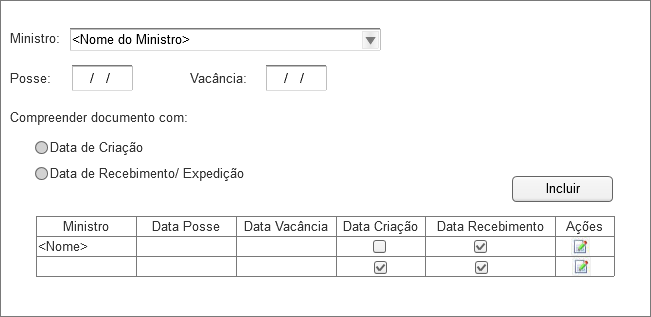 Ministro: <Nome do Ministro>
Posse: / / Vacância: / /
Compreender documento com:
Data de Criação
Data de Recebimento/ Expedição
Incluir
Ministro Data Posse Data Vacância Data Criação Data Recebimento Ações
<Nome>